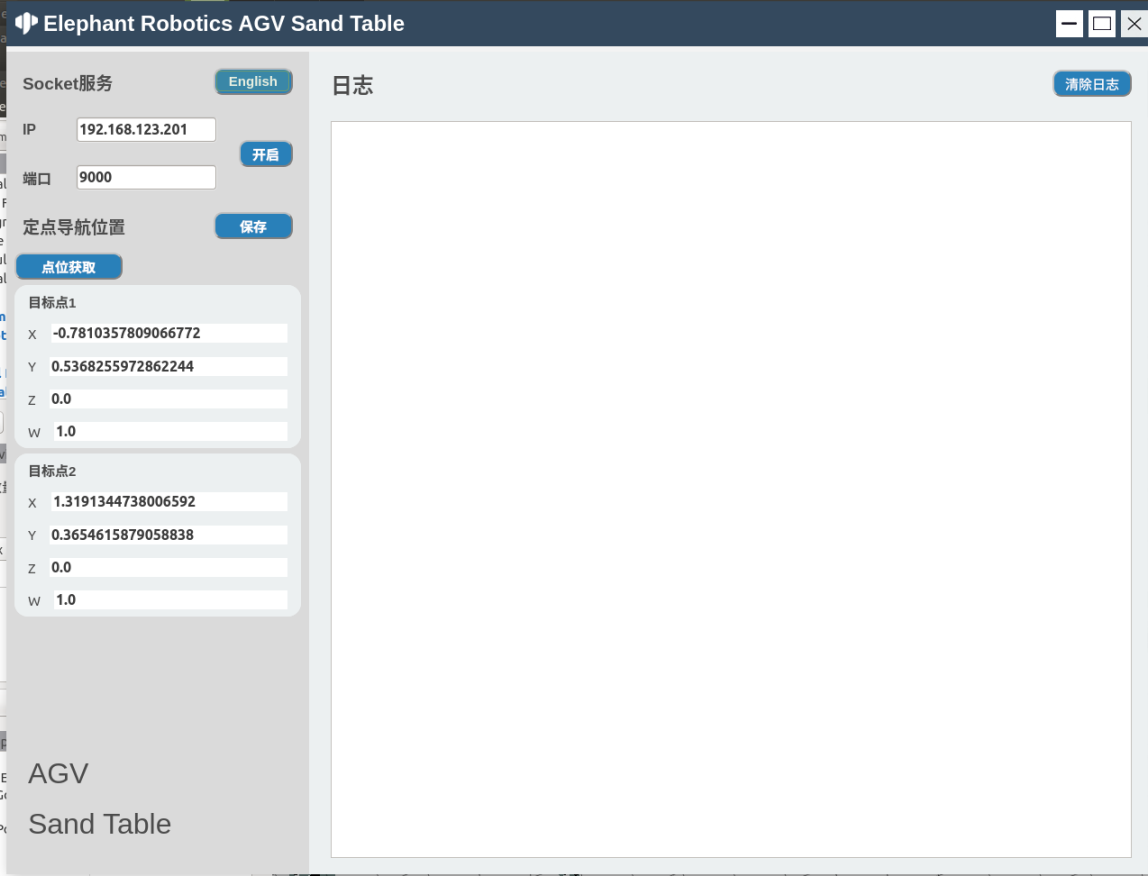 Elephant Robotics AGV Sand Table
Socket服务
English
IP
192.168.123.201
开启
端口
9000
定点导航位置
保存
点位获取
目标点1
X
-0.7810357809066772
Y
0.5368255972862244
Z
0.0
W
1.0
目标点2
X
1.3191344738006592
Y
0.3654615879058838
Z
0.0
W
1.0
AGV
Sand Table
日志
清除日志